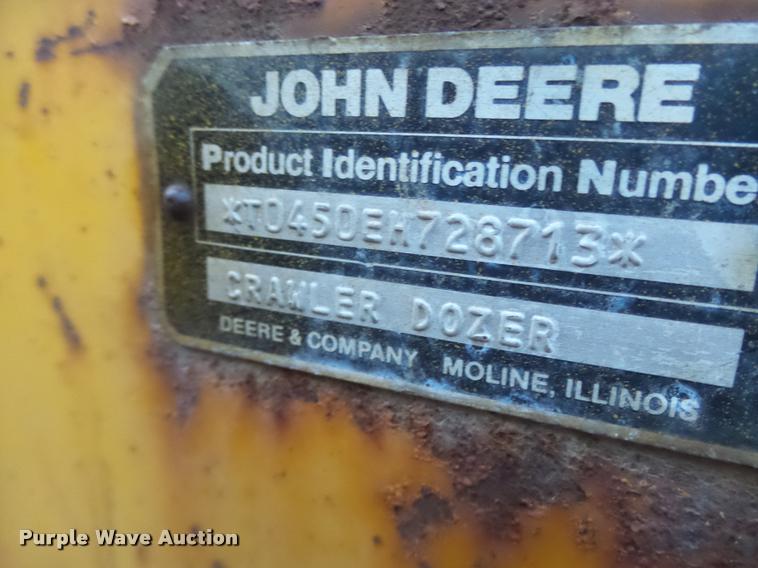 JOHN DEERE
Product Identification Numbe
*T0450EH728713*
CRAWLER DOZER
DEERE & COMPANY MOLINE, ILLINOIS
Purple Wave Auction